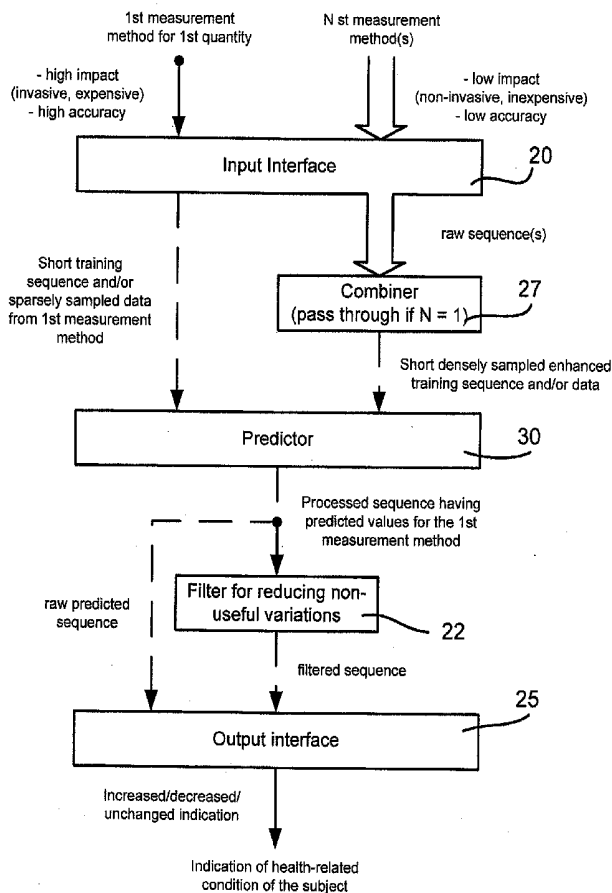 1st measurement
method for 1st quantity
N st measurement
method(s)
- high impact
(invasive, expensive)
- high accuracy
- low impact
(non-invasive, inexpensive)
- low accuracy
Input Interface
20
raw sequence(s)
Short training
sequence and/or
sparsely sampled data
from 1st measurement
method
Combiner
(pass through if N = 1)
27
Short densely sampled enhanced
training sequence and/or data
Predictor
30
Processed sequence having
predicted values for the 1st
measurement method
raw predicted
sequence
Filter for reducing non-
useful variations
22
filtered sequence
25
Output interface
Increased/decreased/
unchanged indication
Indication of health-related
condition of the subject